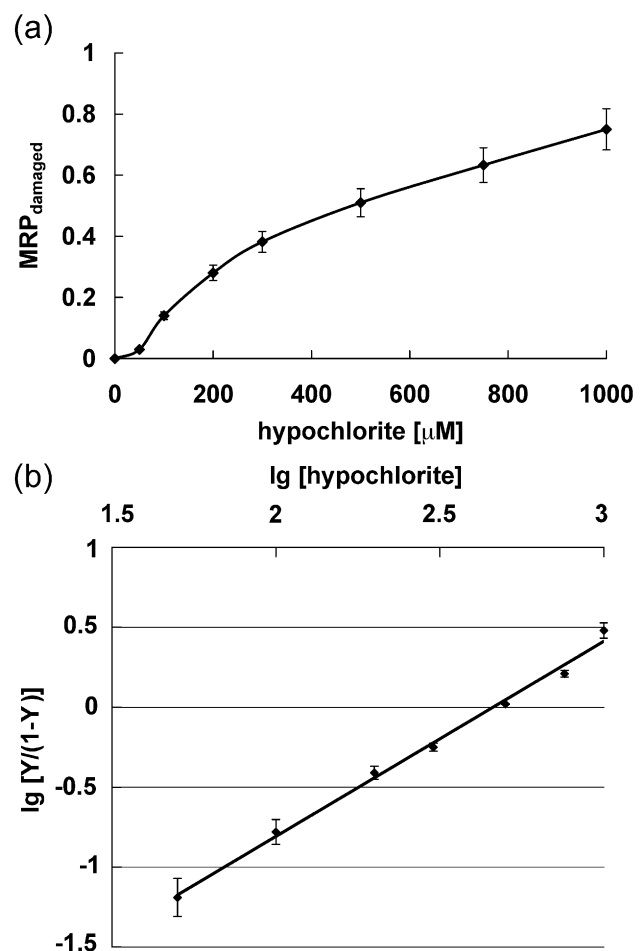 (a)
1
0.8
0.6
0.4
0.2
0
MRPdamaged
0 200 400 600 800 1000
hypochlorite [μM]
(b)
lg [hypochlorite]
1.5 2 2.5 3
1
0.5
0
-0.5
-1
-1.5
lg [Y/(1-Y)]